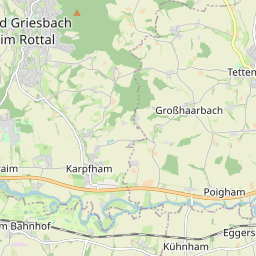 d Griesbach
im Rottal
Tetten
Großhaarbach
Karpfham
aim
Poigham
m Bahnhof
Eggers
Kühnham